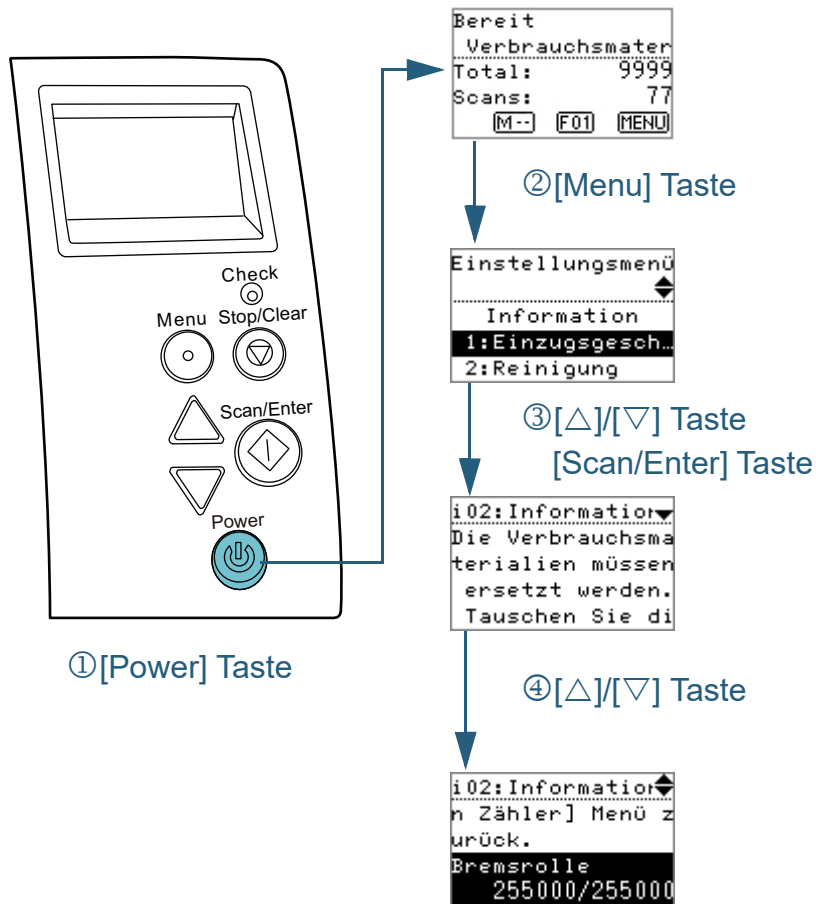 Bereit
Verbrauchsmater
Total: 9999
Scans: 77
M-- F01 MENU
②[Menu] Taste
Einstellungsmenü
Information
1:Einzugsgesch…
2:Reinigung
③[△]/[▽] Taste
[Scan/Enter] Taste
i02:Information
Die Verbrauchsma
terialien müssen
ersetzt werden.
Tauschen Sie di
④[△]/[▽] Taste
i02:Information
n Zähler] Menü z
urück.
Bremsrolle
255000/255000
Check
Menu Stop/Clear
Scan/Enter
Power
①[Power] Taste